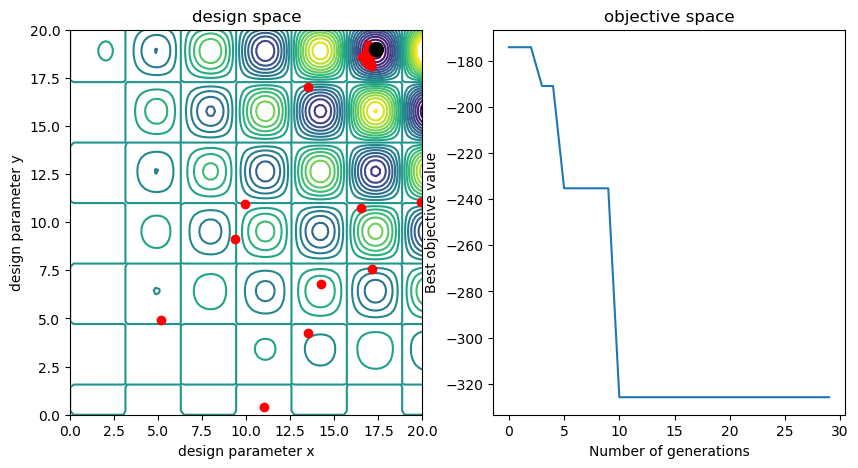 design space
20.0
17.5
15.0
12.5
10.0
7.5
5.0
2.5
0.0
design parameter y
0.0 2.5 5.0 7.5 10.0 12.5 15.0 17.5 20.0
design parameter x
objective space
−180
−200
−220
−240
−260
−280
−300
−320
Best objective value
0 5 10 15 20 25 30
Number of generations